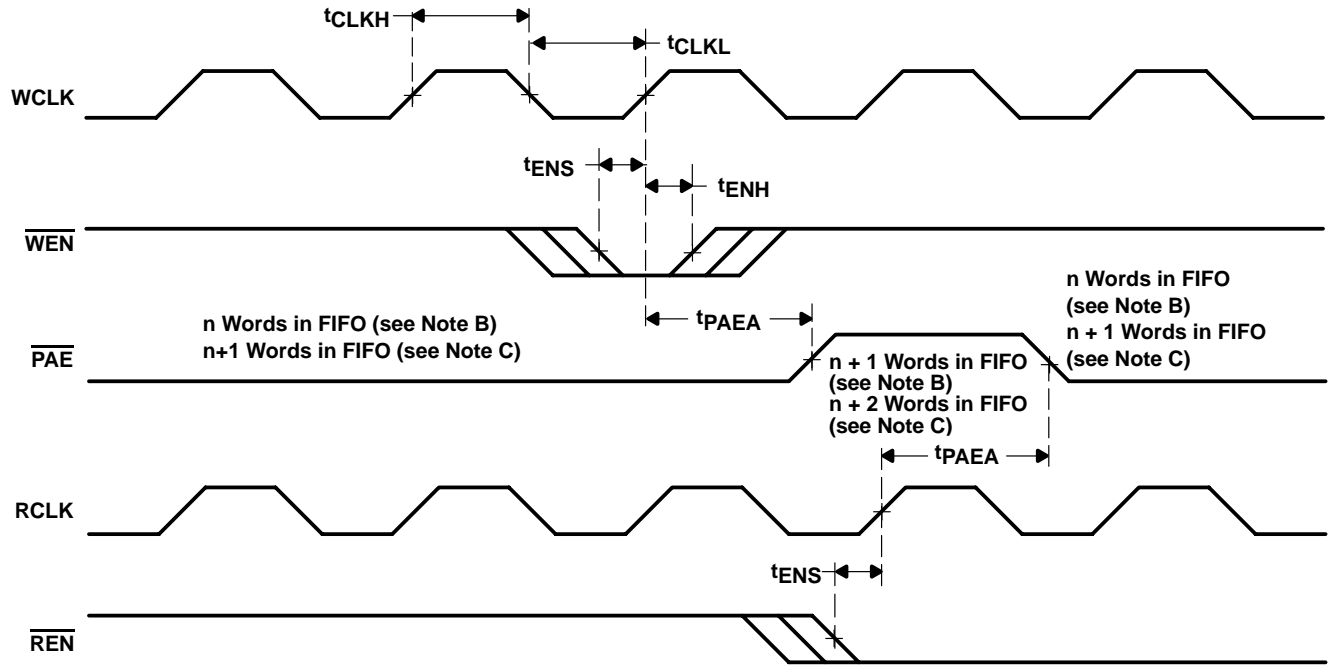 tCLKH
tCLKL
WCLK
tENS
tENH
WEN
n Words in FIFO (see Note B)
n+1 Words in FIFO (see Note C)
tPAEA
n Words in FIFO
(see Note B)
n + 1 Words in FIFO
(see Note C)
PAE
n + 1 Words in FIFO
(see Note B)
n + 2 Words in FIFO
(see Note C)
tPAEA
RCLK
tENS
REN